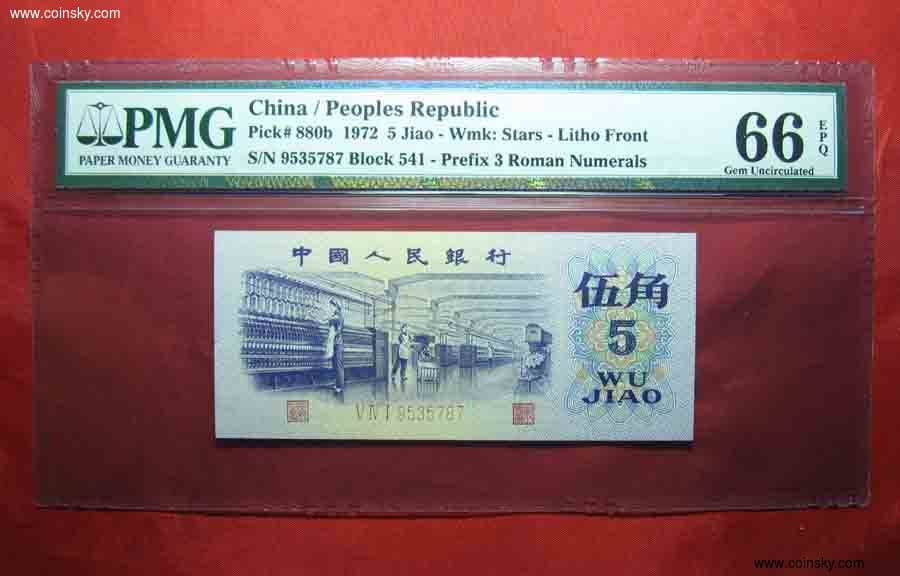 www.coinsky.com
PMG
PAPER MONEY GUARANTY
China / Peoples Republic
Pick# 880b 1972 5 Jiao - Wmk: Stars - Litho Front
S/N 9535787 Block 541 - Prefix 3 Roman Numerals
66
EPQ
Gem Uncirculated
中國人民銀行
伍角
5
WU
JIAO
V IV I 9535787
www.coinsky.com